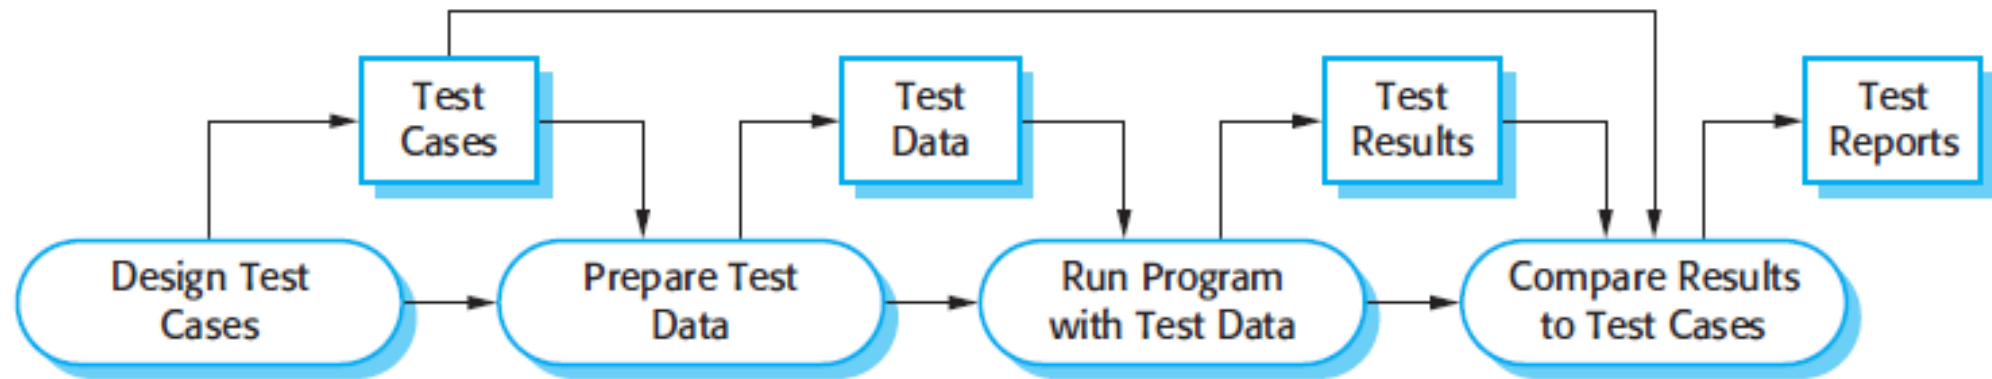 Test
Cases
Test
Data
Test
Results
Test
Reports
Design Test
Cases
Prepare Test
Data
Run Program
with Test Data
Compare Results
to Test Cases